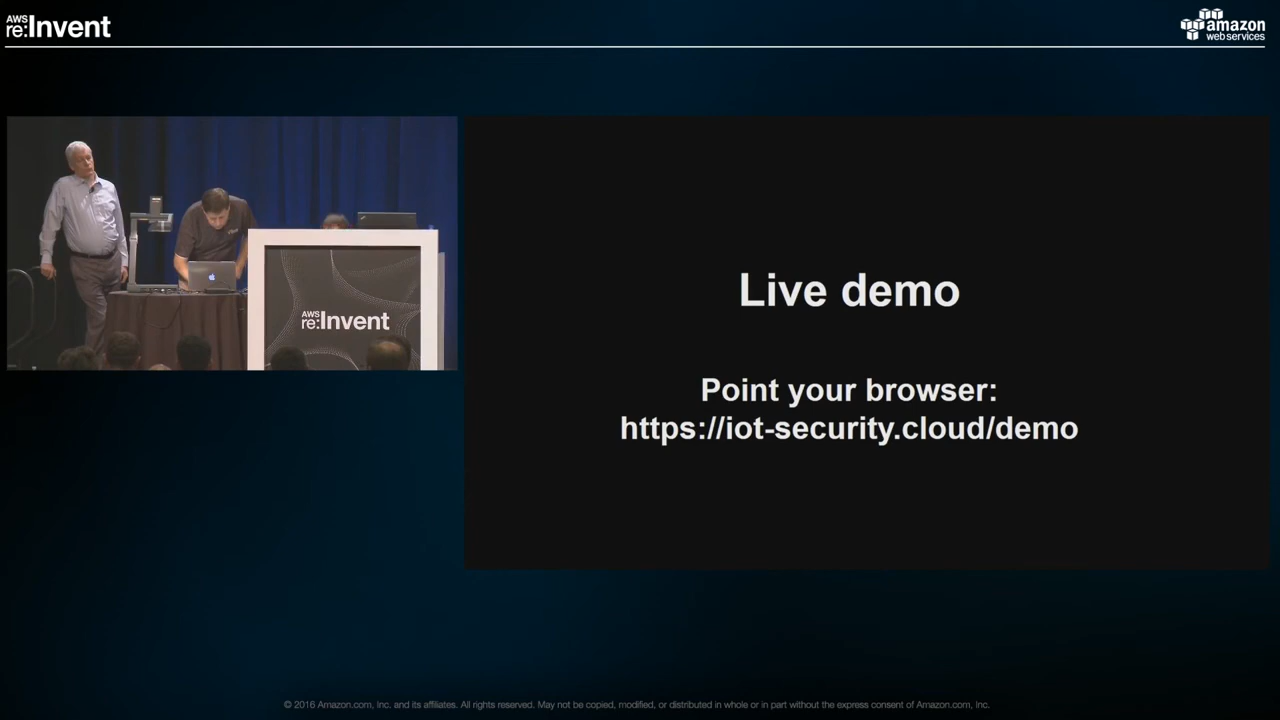 AWS
re:Invent
amazon
web services
AWS
re:Invent
Live demo
Point your browser:
https://iot-security.cloud/demo
© 2016 Amazon.com, Inc. and its affiliates. All rights reserved. May not be copied, modified, or distributed in whole or in part without the express consent of Amazon.com, Inc.